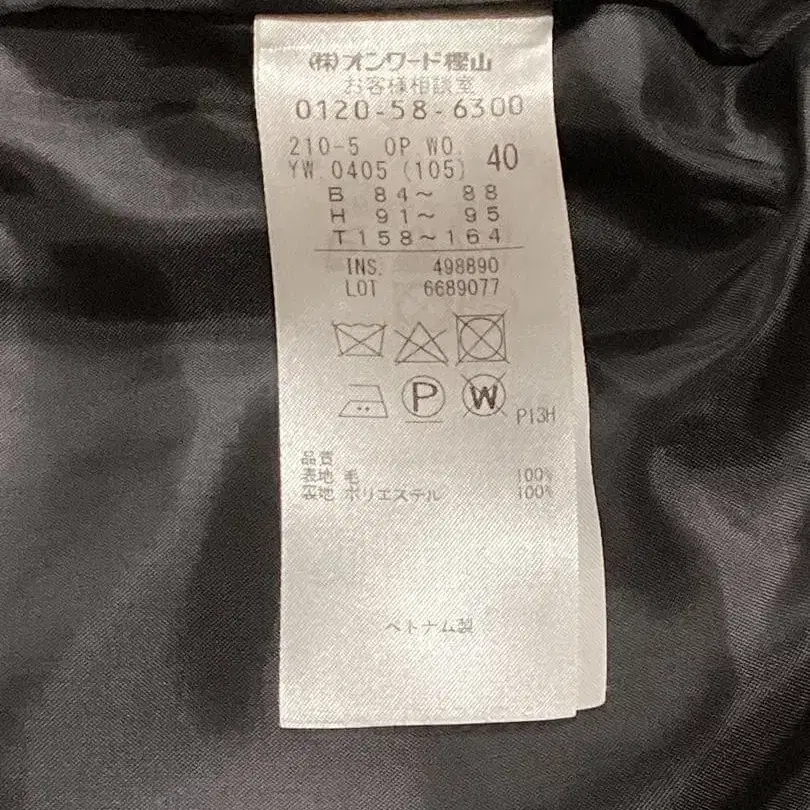 (株)オンワード樫山
お客様相談室
0120-58-6300
210-5 OP WO.
YW.0405 (105) 40
B 84～ 88
H 91～ 95
T158～164
INS. 498890
LOT 6689077
P W P13H
品質
表地 毛 100%
裏地 ポリエステル 100%
ベトナム製